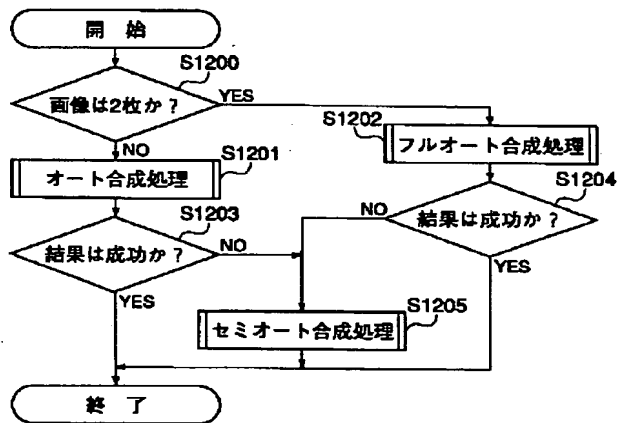 開始
S1200
画像は2枚か？
YES
S1202
フルオート合成処理
NO
S1201
オート合成処理
S1204
結果は成功か？
NO
YES
S1203
結果は成功か？
NO
YES
S1205
セミオート合成処理
終了